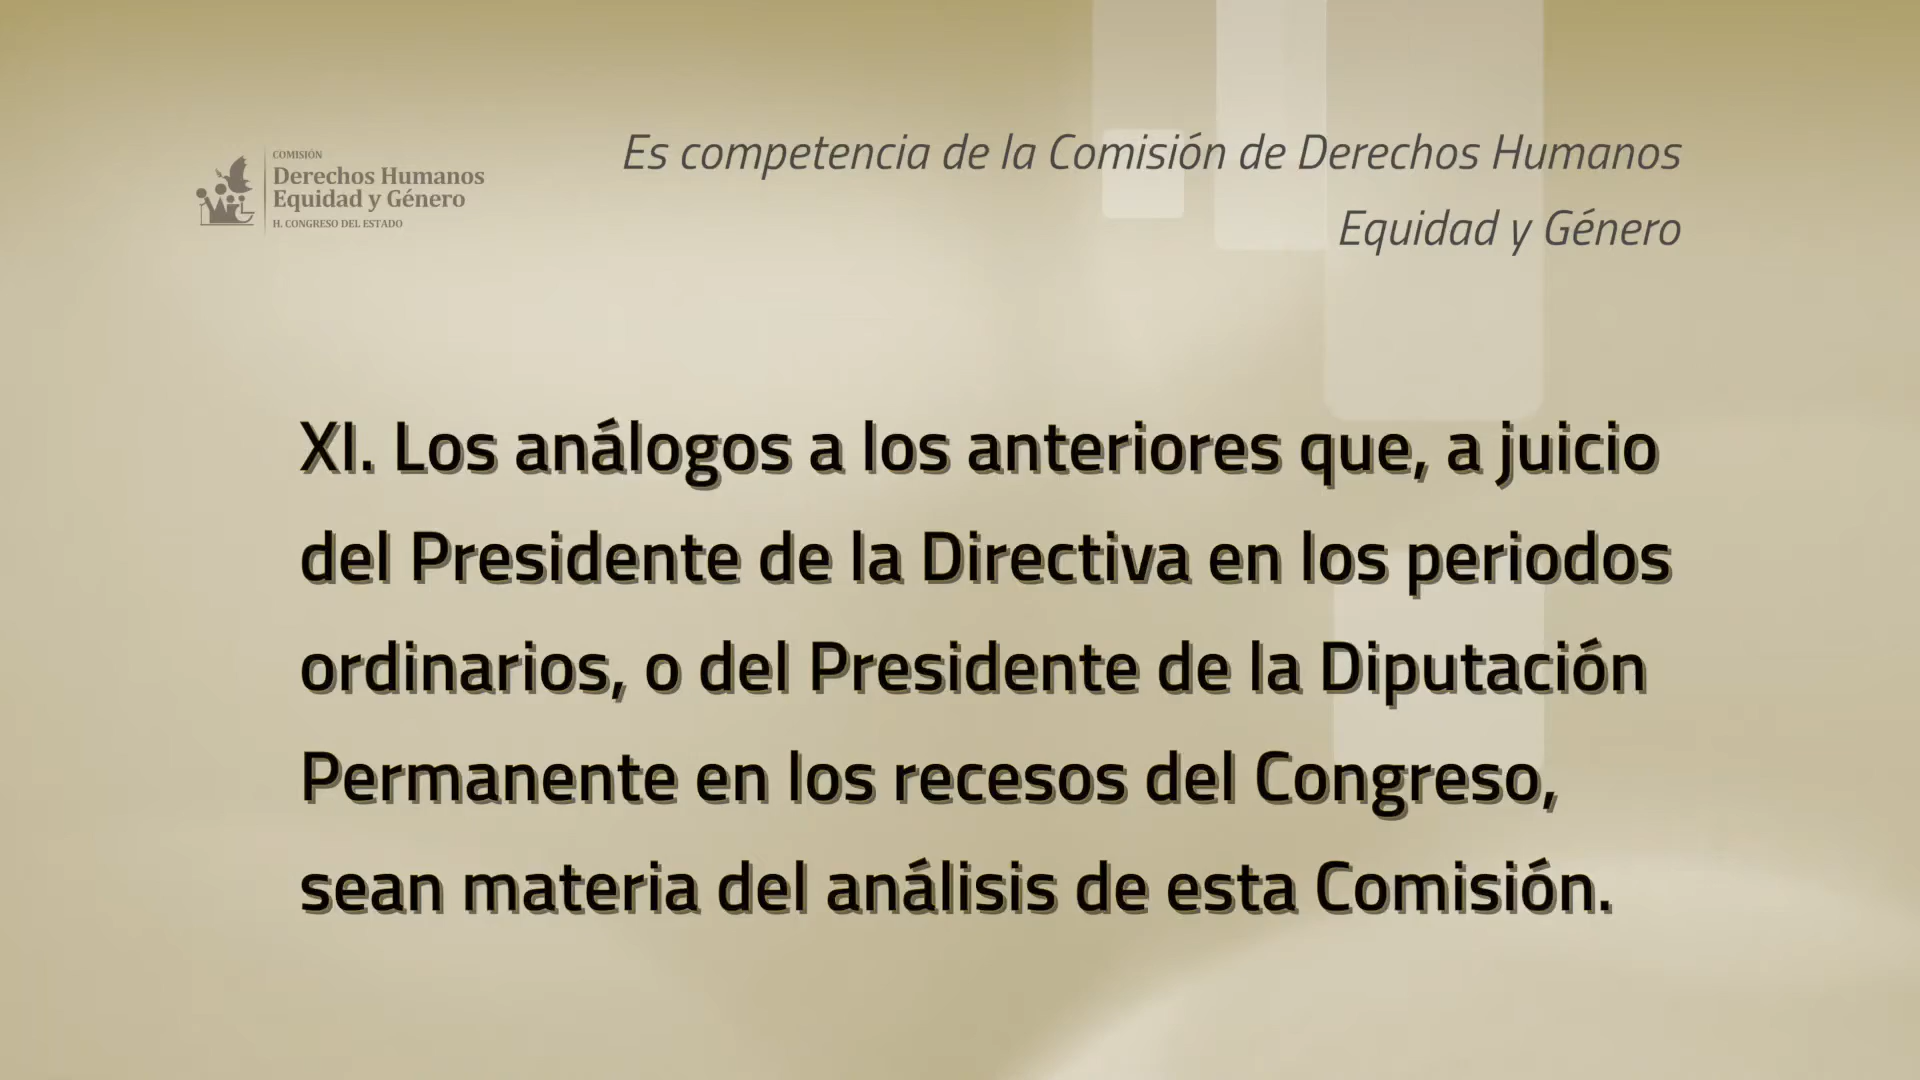 COMISIÓN
Derechos Humanos
Equidad y Género
H. CONGRESO DEL ESTADO
Es competencia de la Comisión de Derechos Humanos
Equidad y Género
XI. Los análogos a los anteriores que, a juicio
del Presidente de la Directiva en los periodos
ordinarios, o del Presidente de la Diputación
Permanente en los recesos del Congreso,
sean materia del análisis de esta Comisión.